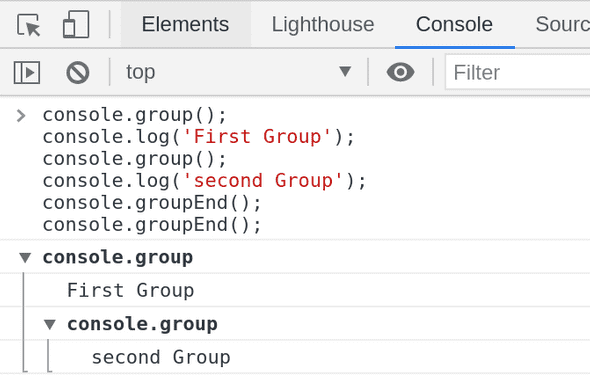 Elements Lighthouse Console Sourc
top Filter
console.group();
console.log('First Group');
console.group();
console.log('second Group');
console.groupEnd();
console.groupEnd();
console.group
First Group
console.group
second Group